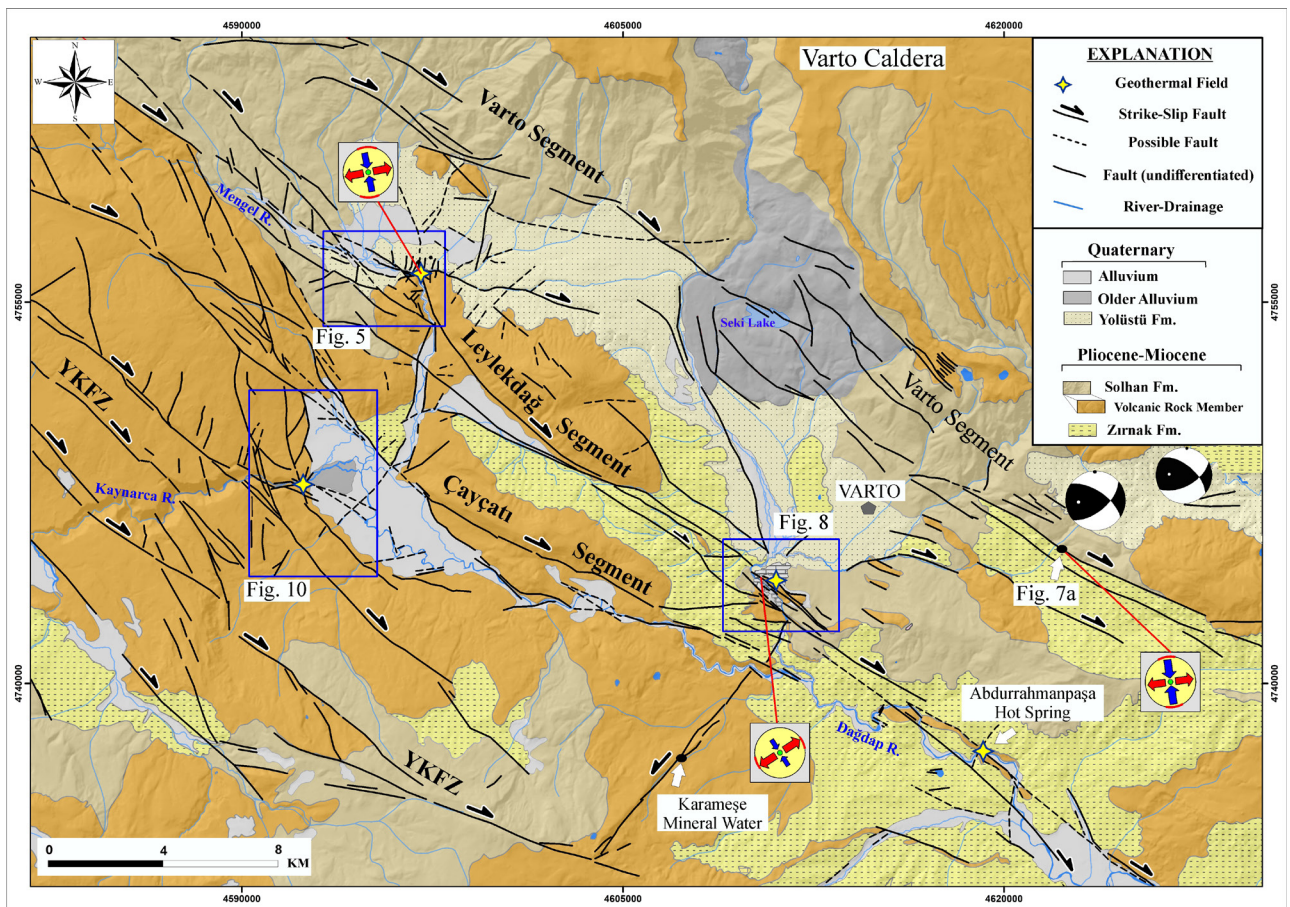 4590000
4605000
4620000
N
W
E
S
Varto Caldera
EXPLANATION
Geothermal Field
Strike-Slip Fault
Possible Fault
Fault (undifferentiated)
River-Drainage
Quaternary
Alluvium
Older Alluvium
Yolüstü Fm.
Pliocene-Miocene
Solhan Fm.
Volcanic Rock Member
Zırnak Fm.
Varto Segment
Mengel R.
4755000
4755000
Fig. 5
Seki Lake
Leylekdağ
Segment
YKFZ
Varto Segment
Kaynarca R.
Çayçatı
Segment
VARTO
Fig. 8
Fig. 10
Fig. 7a
4740000
4740000
Abdurrahmanpaşa
Hot Spring
Dağdap R.
YKFZ
Karameşe
Mineral Water
0
4
8
KM
4590000
4605000
4620000